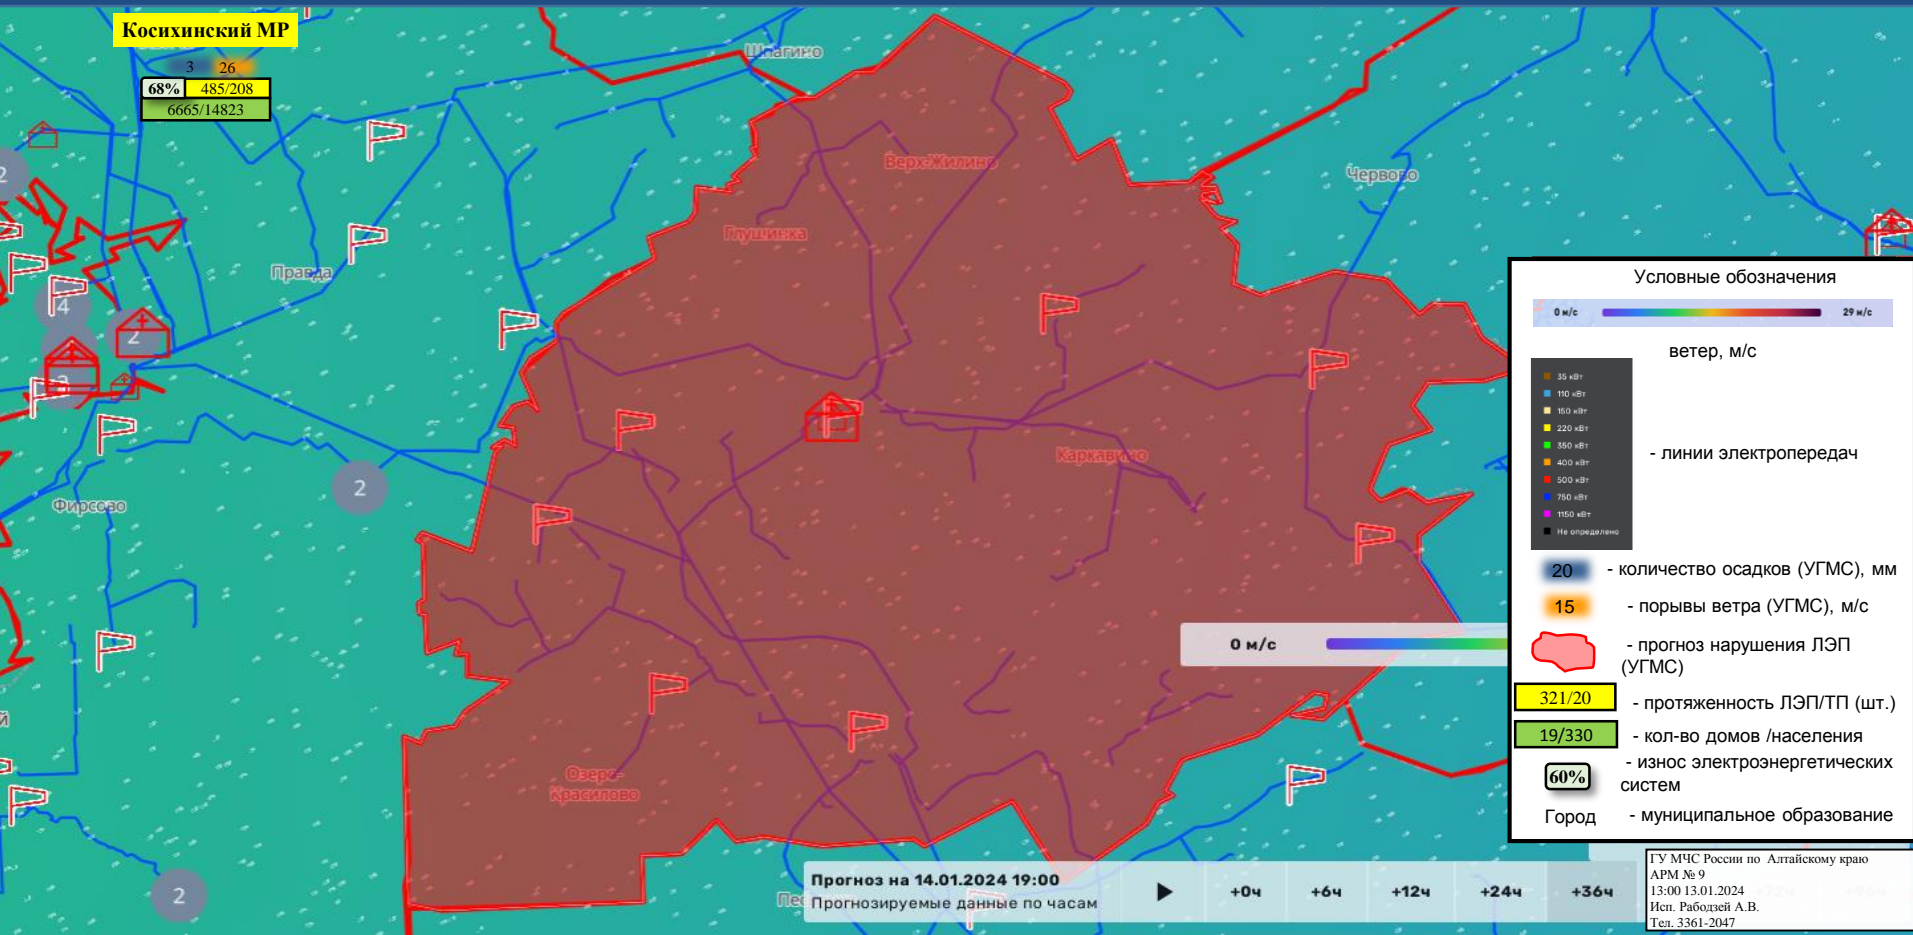 Косихинский МР
3 26
68% 485/208
6665/14823
Шпагино
Верх-Жилино
Червово
Глушинка
Правда
2
4
2
2
Каркавино
2
Фирсово
0 м/с
Озеро-
Красилово
2
Прогноз на 14.01.2024 19:00
Прогнозируемые данные по часам
+0ч +6ч +12ч +24ч +36ч
Условные обозначения
0 м/с 29 м/с
ветер, м/с
35 кВт
110 кВт
150 кВт
220 кВт
350 кВт
400 кВт
500 кВт
750 кВт
1150 кВт
Не определено
- линии электропередач
20 - количество осадков (УГМС), мм
15 - порывы ветра (УГМС), м/с
- прогноз нарушения ЛЭП
(УГМС)
321/20 - протяженность ЛЭП/ТП (шт.)
19/330 - кол-во домов /населения
60% - износ электроэнергетических
систем
Город - муниципальное образование
ГУ МЧС России по Алтайскому краю
АРМ № 9
13:00 13.01.2024
Исп. Рабодзей А.В.
Тел. 3361-2047